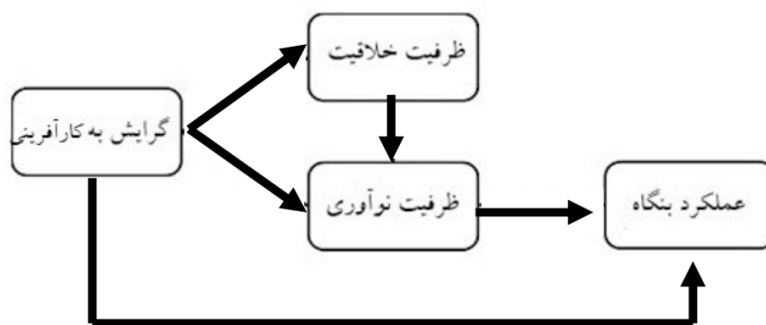 ظرفیت خلاقیت
گرایش به کارآفرینی
ظرفیت نوآوری
عملکرد بنگاه